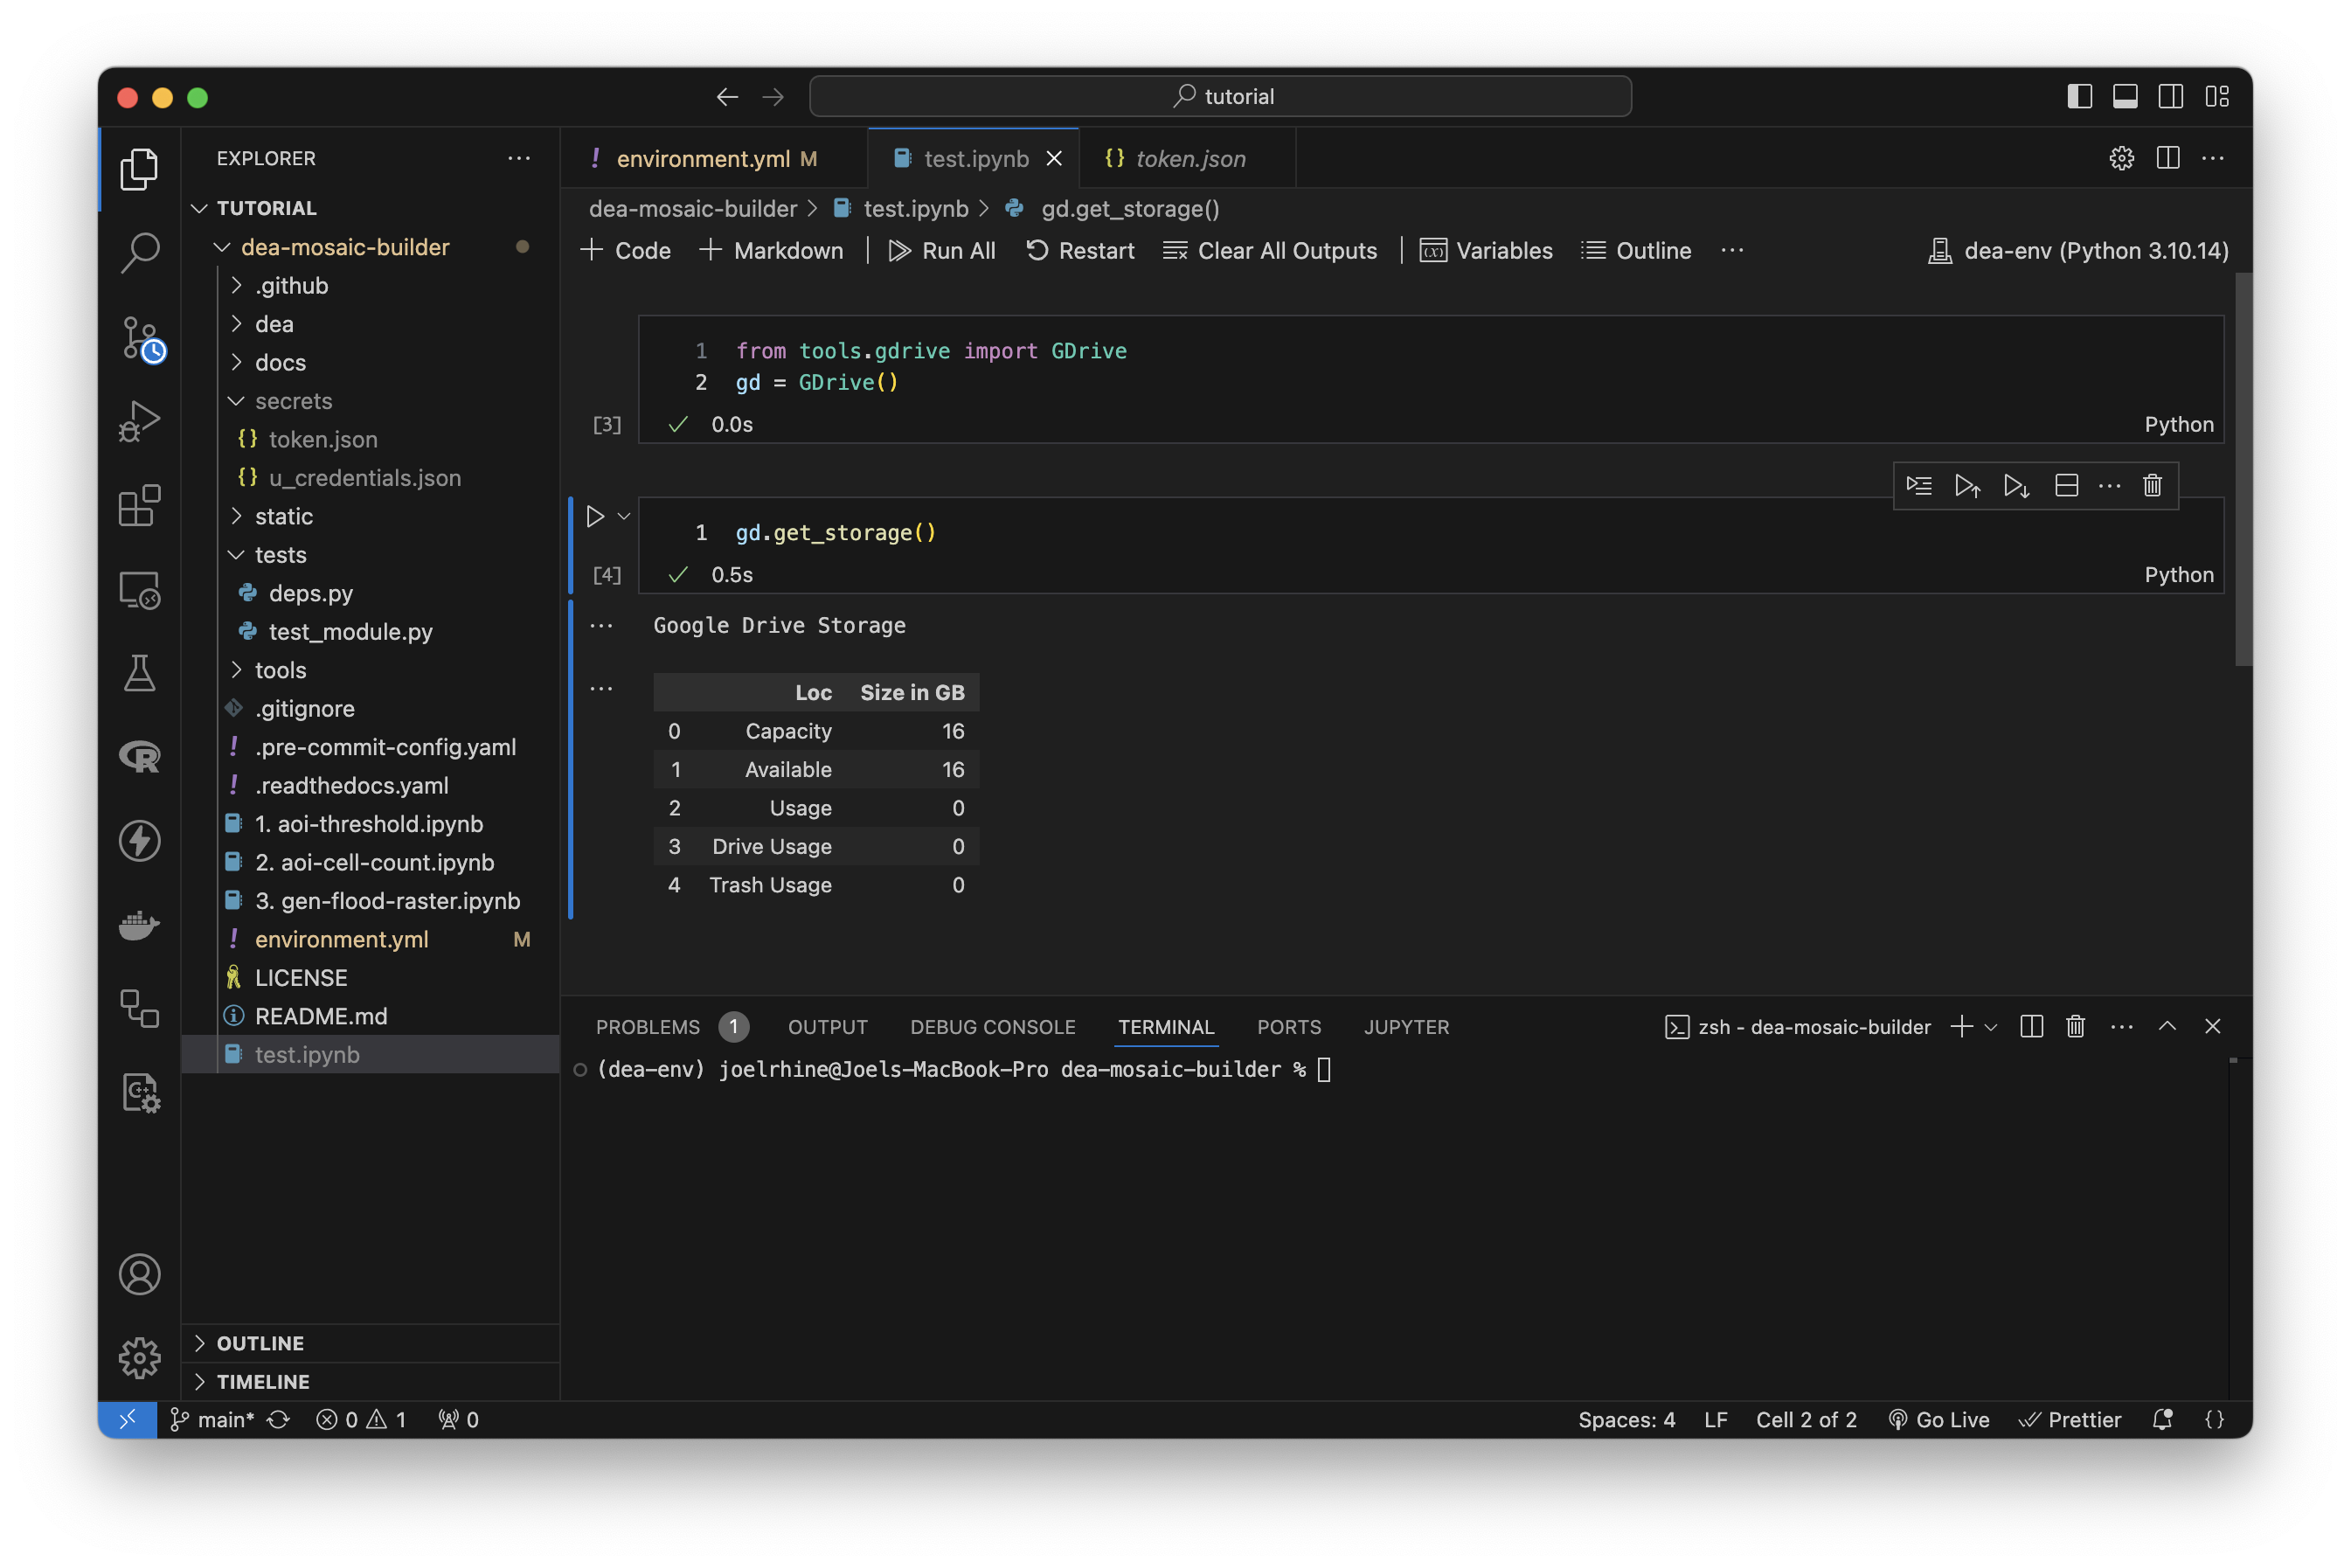 tutorial
EXPLORER
TUTORIAL
dea-mosaic-builder
.github
dea
docs
secrets
token.json
u_credentials.json
static
tests
deps.py
test_module.py
tools
.gitignore
.pre-commit-config.yaml
.readthedocs.yaml
1. aoi-threshold.ipynb
2. aoi-cell-count.ipynb
3. gen-flood-raster.ipynb
environment.yml M
LICENSE
README.md
test.ipynb
OUTLINE
TIMELINE
environment.yml M test.ipynb token.json
dea-mosaic-builder > test.ipynb > gd.get_storage()
Code Markdown Run All Restart Clear All Outputs Variables Outline ... dea-env (Python 3.10.14)
1 from tools.gdrive import GDrive
2 gd = GDrive()
[3] 0.0s Python
1 gd.get_storage()
[4] 0.5s Python
Google Drive Storage
Loc Size in GB
0 Capacity 16
1 Available 16
2 Usage 0
3 Drive Usage 0
4 Trash Usage 0
PROBLEMS 1 OUTPUT DEBUG CONSOLE TERMINAL PORTS JUPYTER zsh - dea-mosaic-builder
(dea-env) joelrhine@Joels-MacBook-Pro dea-mosaic-builder %
main* 0 1 0 Spaces: 4 LF Cell 2 of 2 Go Live Prettier {}